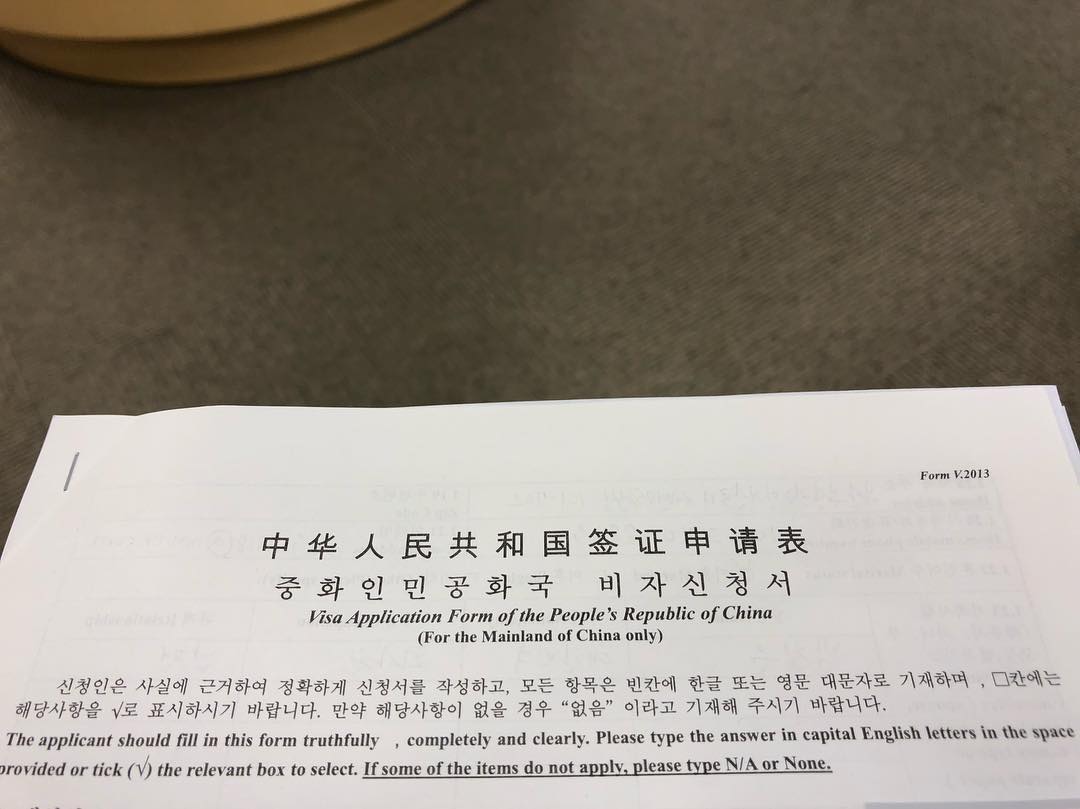 Form V.2013
中华人民共和国签证申请表
중화인민공화국 비자신청서
Visa Application Form of the People's Republic of China
(For the Mainland of China only)
신청인은 사실에 근거하여 정확하게 신청서를 작성하고, 모든 항목은 빈칸에 한글 또는 영문 대문자로 기재하며 , □칸에는
해당사항을 √로 표시하시기 바랍니다. 만약 해당사항이 없을 경우 “없음” 이라고 기재해 주시기 바랍니다.
The applicant should fill in this form truthfully , completely and clearly. Please type the answer in capital English letters in the space
provided or tick (√) the relevant box to select. If some of the items do not apply, please type N/A or None.